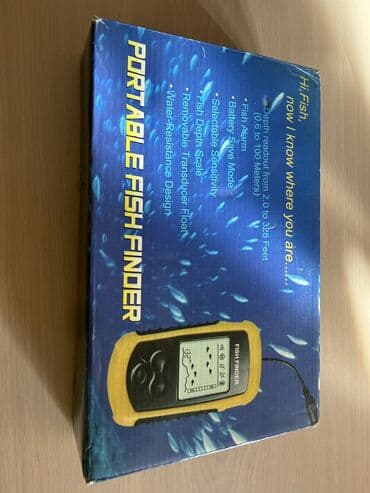 Hi,Fish,
now I know where you are......
• Depth readout from 2.0 to 328 Feet
(0.6 to 100 Meters)
• Fish Alarm
• Battery Save Mode
• Selectable Sensitivity
• Fish Depth Scale
• Removable Transducer Float
• Water-Resistance Design
PORTABLE FISH FINDER
FISH FINDER